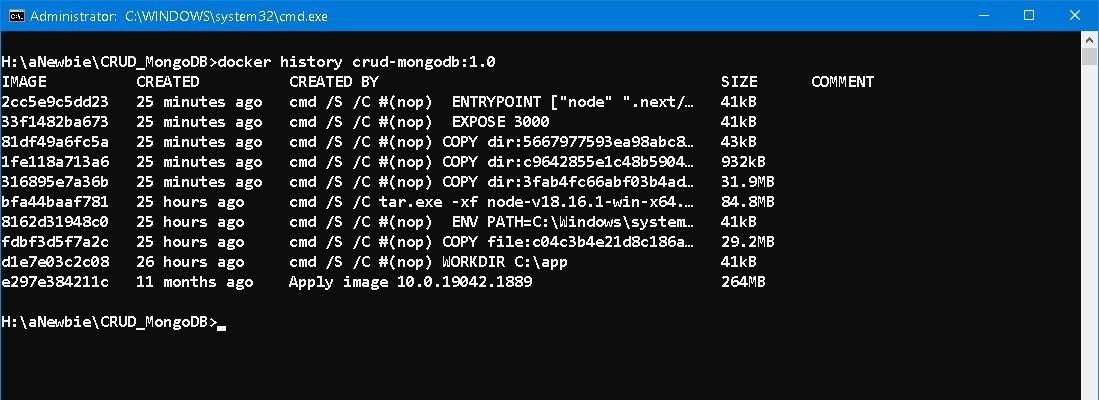 Administrator: C:\WINDOWS\system32\cmd.exe
H:\aNewbie\CRUD_MongoDB>docker history crud-mongodb:1.0
IMAGE CREATED CREATED BY SIZE COMMENT
2cc5e9c5dd23 25 minutes ago cmd /S /C #(nop)  ENTRYPOINT ["node" ".next/… 41kB
33f1482ba673 25 minutes ago cmd /S /C #(nop)  EXPOSE 3000 41kB
81df49a6fc5a 25 minutes ago cmd /S /C #(nop) COPY dir:5667977593ea98abc8… 43kB
1fe118a713a6 25 minutes ago cmd /S /C #(nop) COPY dir:c9642855e1c48b5904… 932kB
316895e7a36b 25 minutes ago cmd /S /C #(nop) COPY dir:3fab4fc66abf03b4ad… 31.9MB
bfa44baaf781 25 hours ago cmd /S /C tar.exe -xf node-v18.16.1-win-x64.… 84.8MB
8162d31948c0 25 hours ago cmd /S /C #(nop)  ENV PATH=C:\Windows\system… 41kB
fdbf3d5f7a2c 25 hours ago cmd /S /C #(nop) COPY file:c04c3b4e21d8c186a… 29.2MB
d1e7e03c2c08 26 hours ago cmd /S /C #(nop) WORKDIR C:\app 41kB
e297e384211c 11 months ago Apply image 10.0.19042.1889 264MB
H:\aNewbie\CRUD_MongoDB>